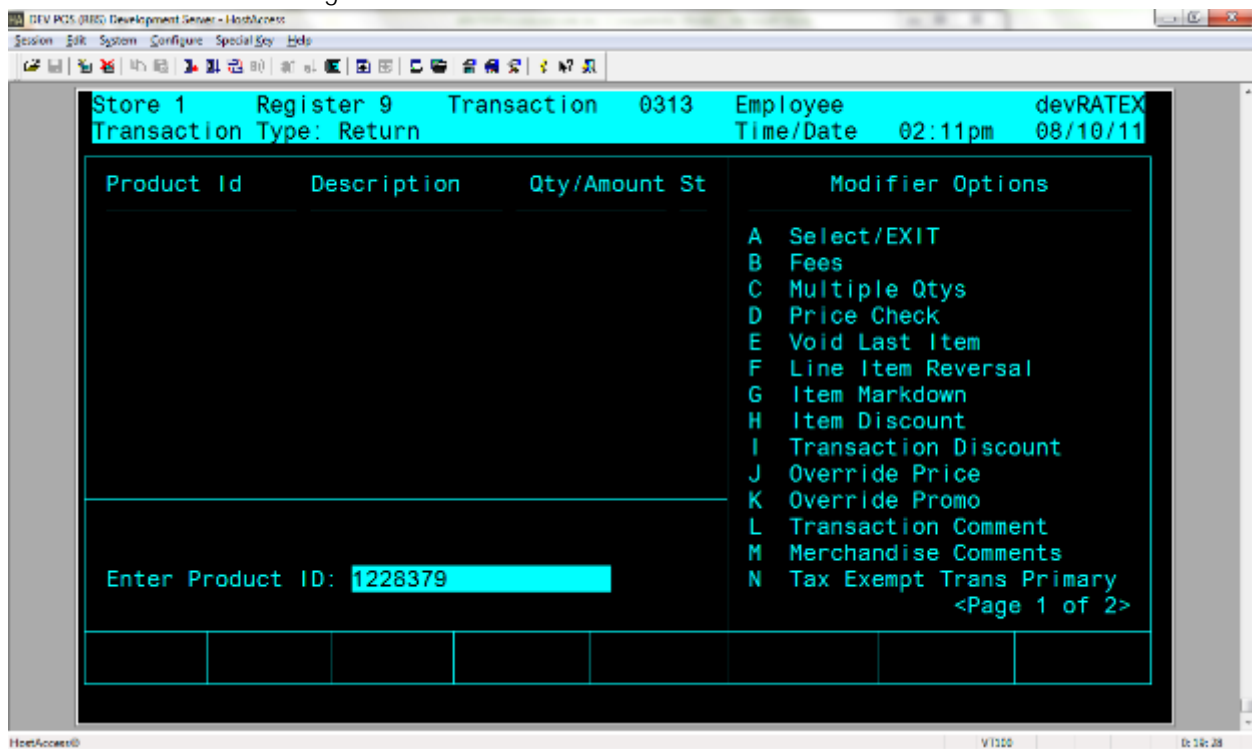 DEV POS (RBS) Development Server - HostAccess
Session Edit System Configure Special Key Help
Store 1 Register 9 Transaction 0313 Employee devRATEX
Transaction Type: Return Time/Date 02:11pm 08/10/11
Product Id Description Qty/Amount St
Modifier Options
A Select/EXIT
B Fees
C Multiple Qtys
D Price Check
E Void Last Item
F Line Item Reversal
G Item Markdown
H Item Discount
I Transaction Discount
J Override Price
K Override Promo
L Transaction Comment
M Merchandise Comments
N Tax Exempt Trans Primary
<Page 1 of 2>
Enter Product ID: 1228379
HostAccess© VT100 0:19:28